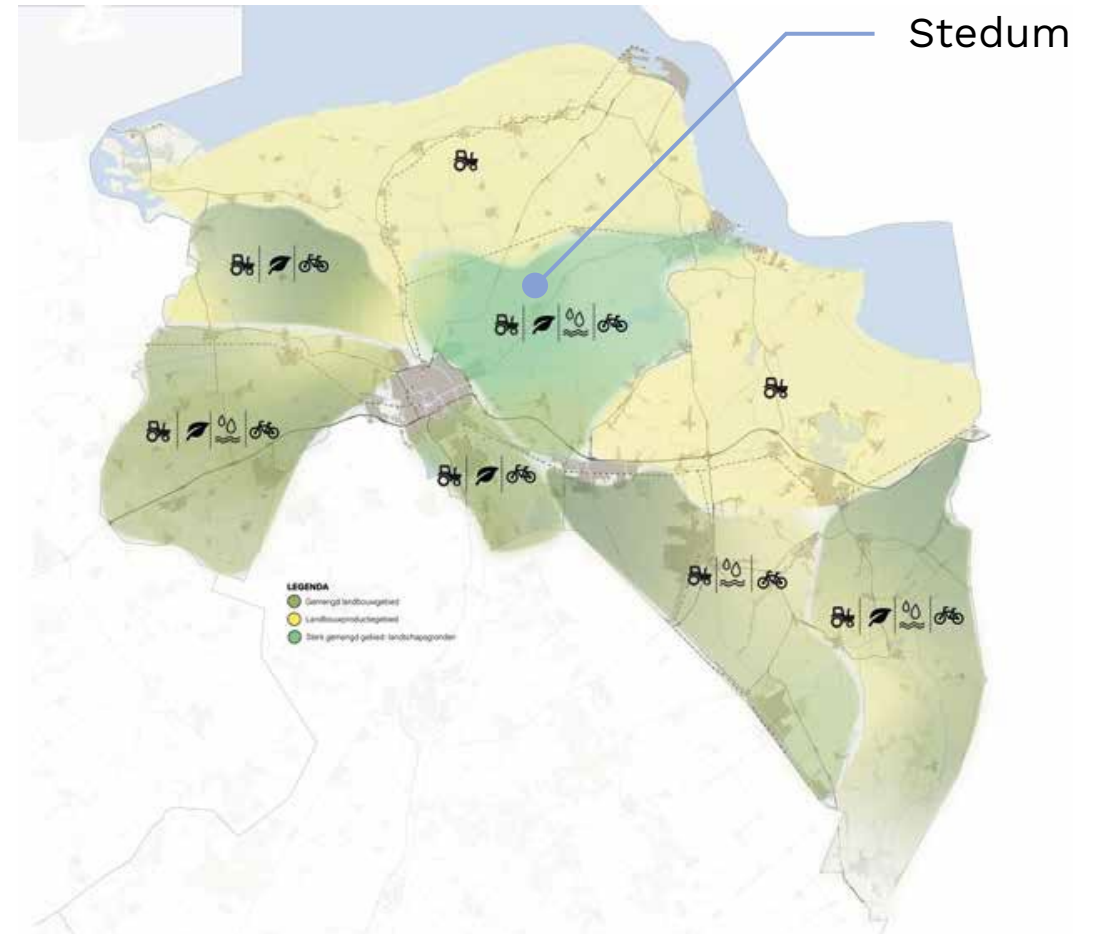 Stedum
LEGENDA
Gemengd landbouwgebied
Landbouwproductiegebied
Sterk gemengd gebied: landschapsgronden